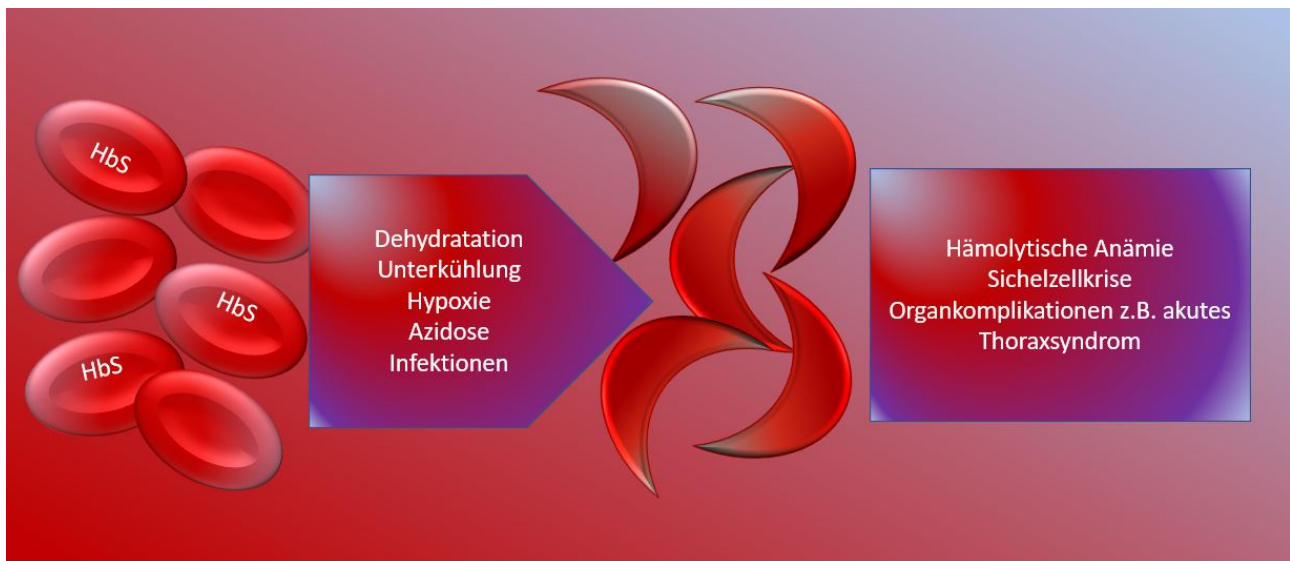 HbS
HbS
HbS
Dehydratation
Unterkühlung
Hypoxie
Azidose
Infektionen
Hämolytische Anämie
Sichelzellkrise
Organkomplikationen z.B. akutes
Thoraxsyndrom